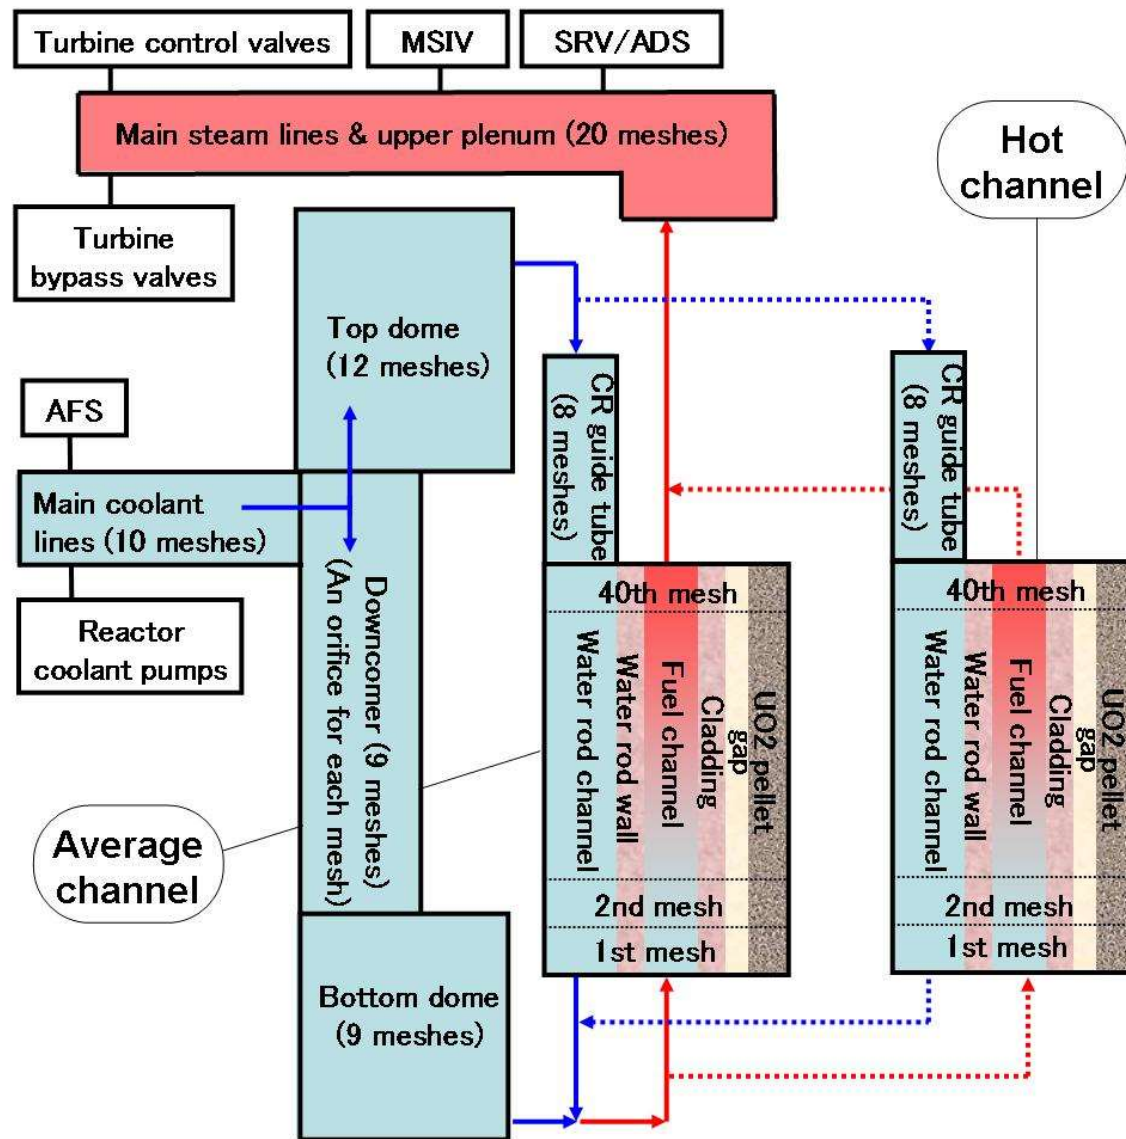 Turbine control valves
MSIV
SRV/ADS
Main steam lines & upper plenum (20 meshes)
Hot
channel
Turbine
bypass valves
Top dome
(12 meshes)
CR guide tube
(8 meshes)
CR guide tube
(8 meshes)
AFS
Main coolant
lines (10 meshes)
Reactor
coolant pumps
Downcomer (9 meshes)
(An orifice for each mesh)
40th mesh
Water rod channel
Water rod wall
Fuel channel
Cladding
gap
UO2 pellet
2nd mesh
1st mesh
40th mesh
Water rod channel
Water rod wall
Fuel channel
Cladding
gap
UO2 pellet
2nd mesh
1st mesh
Average
channel
Bottom dome
(9 meshes)